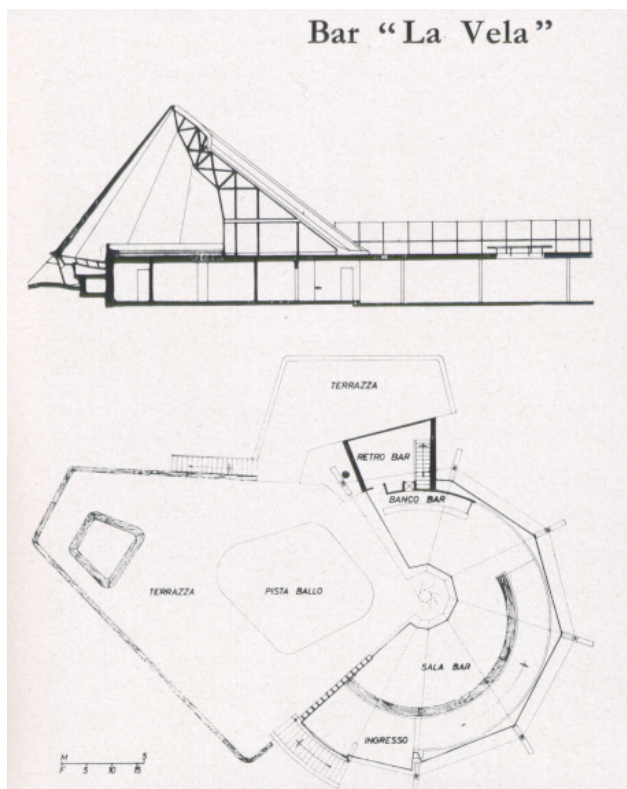 Bar “La Vela”
TERRAZZA
RETRO BAR
BANCO BAR
TERRAZZA
PISTA BALLO
SALA BAR
INGRESSO
M 5
F 5 10 15